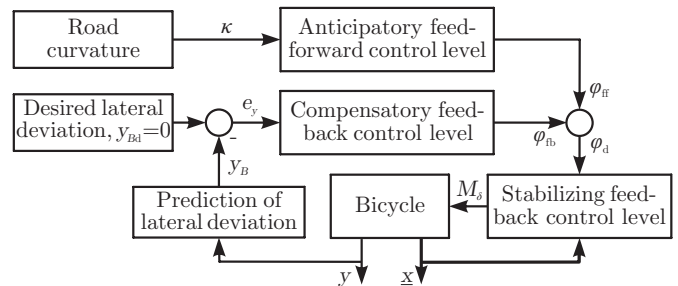 Road
curvature
κ
Anticipatory feed-
forward control level
φff
Desired lateral
deviation, yBd=0
ey
-
Compensatory feed-
back control level
φfb
φd
yB
Prediction of
lateral deviation
Bicycle
Mδ
Stabilizing feed-
back control level
y
x